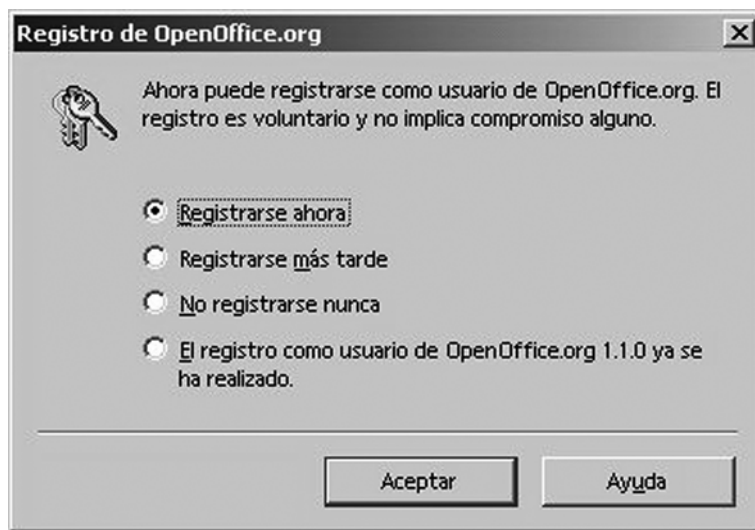 Registro de OpenOffice.org
Ahora puede registrarse como usuario de OpenOffice.org. El
registro es voluntario y no implica compromiso alguno.
Registrarse ahora
Registrarse más tarde
No registrarse nunca
El registro como usuario de OpenOffice.org 1.1.0 ya se
ha realizado.
Aceptar
Ayuda